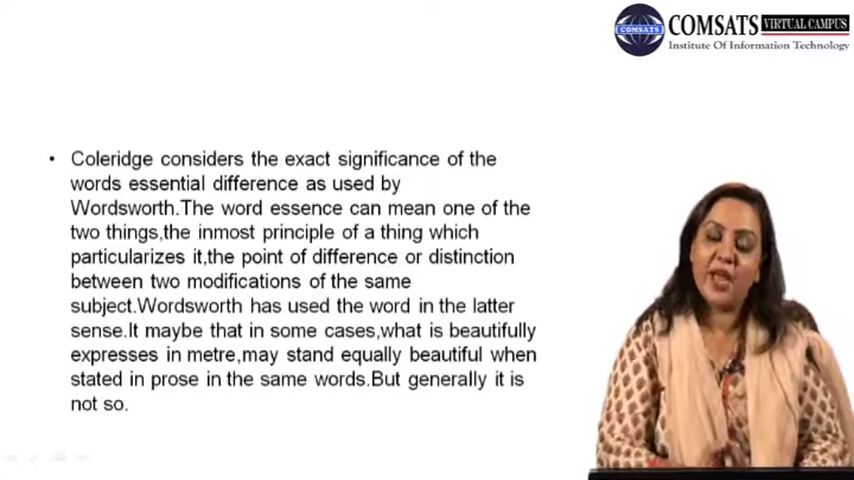 COMSATS VIRTUAL CAMPUS
Institute Of Information Technology
COMSATS
• Coleridge considers the exact significance of the
words essential difference as used by
Wordsworth.The word essence can mean one of the
two things,the inmost principle of a thing which
particularizes it,the point of difference or distinction
between two modifications of the same
subject.Wordsworth has used the word in the latter
sense.It maybe that in some cases,what is beautifully
expresses in metre,may stand equally beautiful when
stated in prose in the same words.But generally it is
not so.